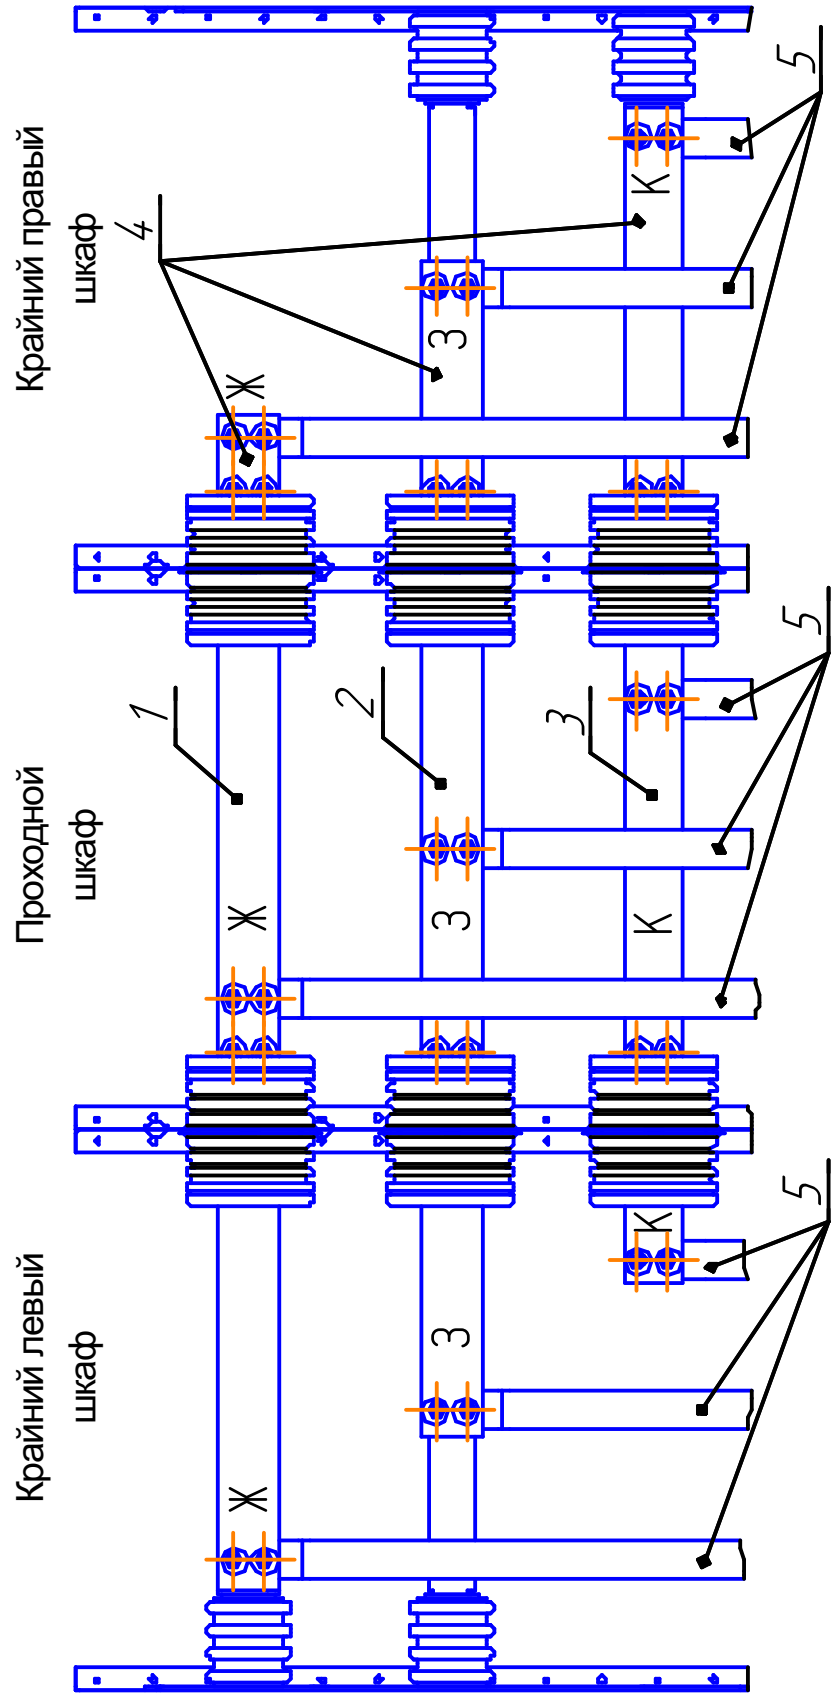 Крайний левый
шкаф
Проходной
шкаф
Крайний правый
шкаф
1
4
Ж
Ж
Ж
2
З
З
З
3
К
К
К
5
5
5